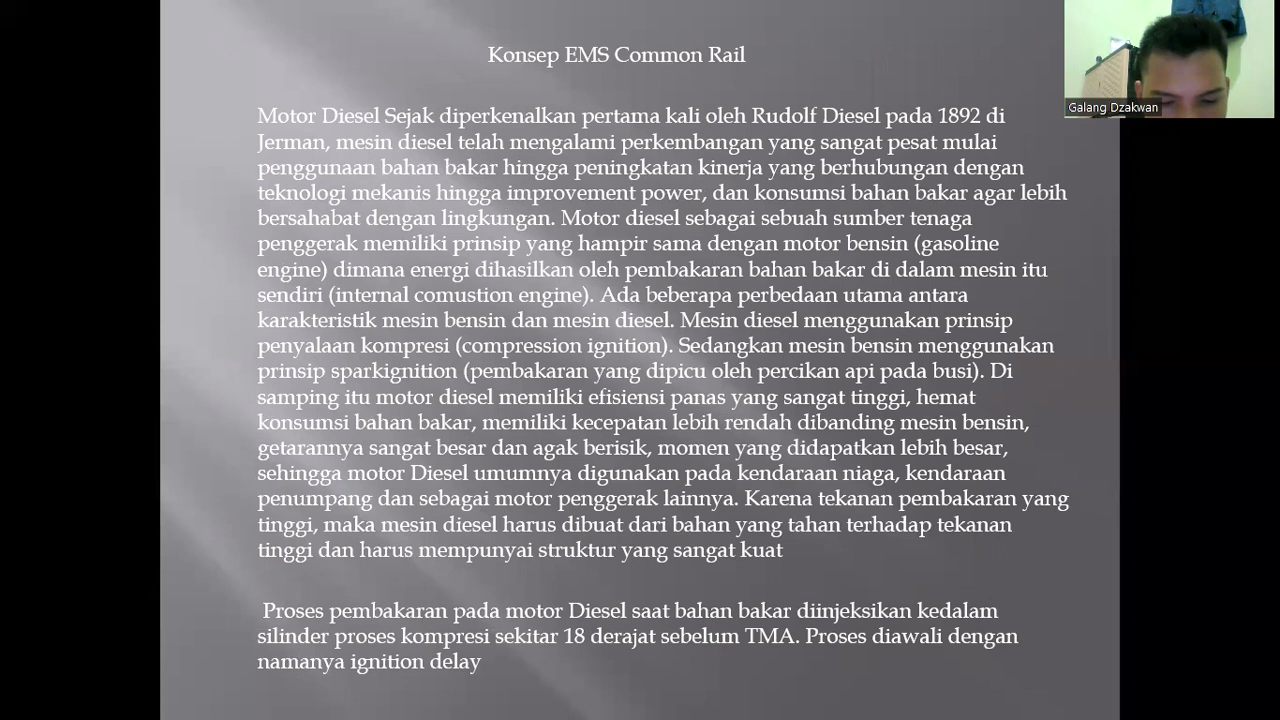 Konsep EMS Common Rail
Galang Dzakwan
Motor Diesel Sejak diperkenalkan pertama kali oleh Rudolf Diesel pada 1892 di
Jerman, mesin diesel telah mengalami perkembangan yang sangat pesat mulai
penggunaan bahan bakar hingga peningkatan kinerja yang berhubungan dengan
teknologi mekanis hingga improvement power, dan konsumsi bahan bakar agar lebih
bersahabat dengan lingkungan. Motor diesel sebagai sebuah sumber tenaga
penggerak memiliki prinsip yang hampir sama dengan motor bensin (gasoline
engine) dimana energi dihasilkan oleh pembakaran bahan bakar di dalam mesin itu
sendiri (internal comustion engine). Ada beberapa perbedaan utama antara
karakteristik mesin bensin dan mesin diesel. Mesin diesel menggunakan prinsip
penyalaan kompresi (compression ignition). Sedangkan mesin bensin menggunakan
prinsip sparkignition (pembakaran yang dipicu oleh percikan api pada busi). Di
samping itu motor diesel memiliki efisiensi panas yang sangat tinggi, hemat
konsumsi bahan bakar, memiliki kecepatan lebih rendah dibanding mesin bensin,
getarannya sangat besar dan agak berisik, momen yang didapatkan lebih besar,
sehingga motor Diesel umumnya digunakan pada kendaraan niaga, kendaraan
penumpang dan sebagai motor penggerak lainnya. Karena tekanan pembakaran yang
tinggi, maka mesin diesel harus dibuat dari bahan yang tahan terhadap tekanan
tinggi dan harus mempunyai struktur yang sangat kuat
Proses pembakaran pada motor Diesel saat bahan bakar diinjeksikan kedalam
silinder proses kompresi sekitar 18 derajat sebelum TMA. Proses diawali dengan
namanya ignition delay